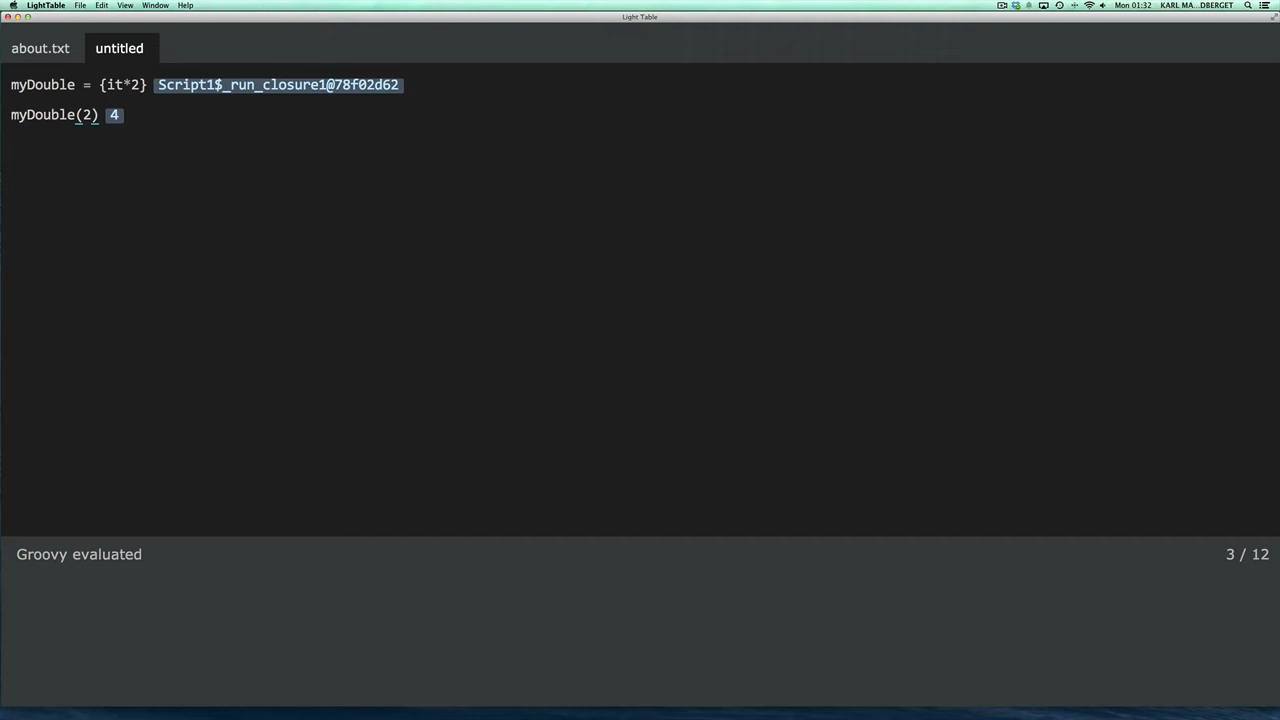 LightTable File Edit View Window Help Mon 01:32 KARL MA...DBERGET
Light Table
about.txt untitled
myDouble = {it*2} Script1$_run_closure1@78f02d62
myDouble(2) 4
Groovy evaluated 3 / 12